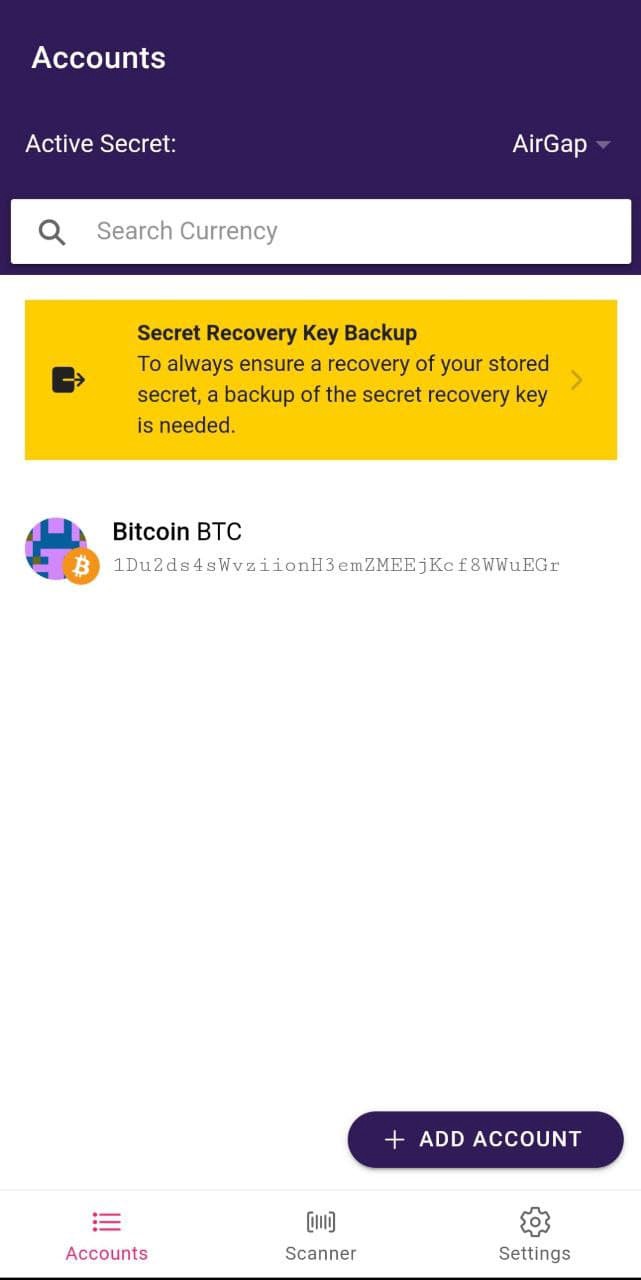 Accounts
Active Secret:
AirGap
Search Currency
Secret Recovery Key Backup
To always ensure a recovery of your stored
secret, a backup of the secret recovery key
is needed.
Bitcoin BTC
1Du2ds4sWvziionH3emZMEEjKcf8WWuEGr
ADD ACCOUNT
Accounts
Scanner
Settings